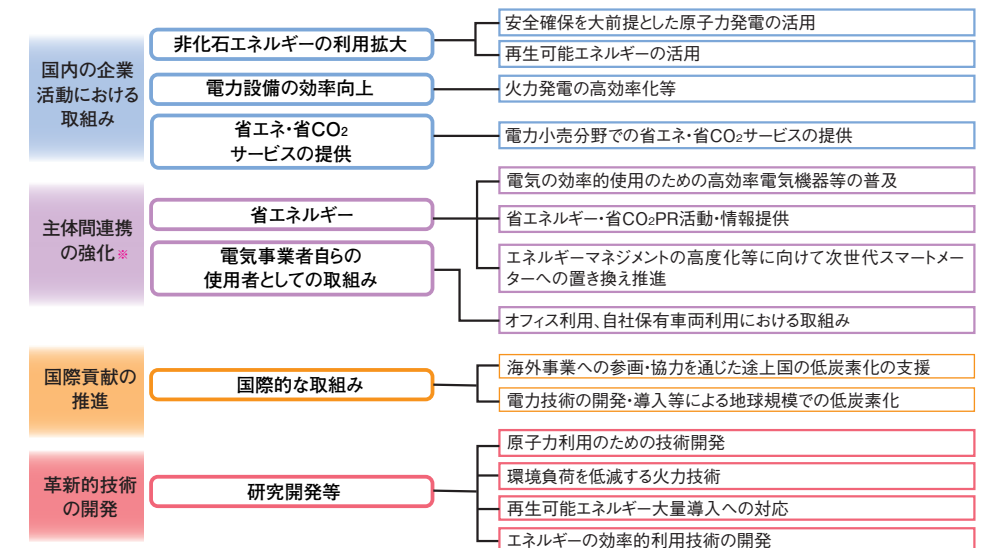 国内の企業
活動における
取組み
非化石エネルギーの利用拡大
安全確保を大前提とした原子力発電の活用
再生可能エネルギーの活用
電力設備の効率向上
火力発電の高効率化等
省エネ・省CO₂
サービスの提供
電力小売分野での省エネ・省CO₂サービスの提供
主体間連携
の強化※
省エネルギー
電気の効率的使用のための高効率電気機器等の普及
省エネルギー・省CO₂PR活動・情報提供
エネルギーマネジメントの高度化等に向けて次世代スマートメー
ターへの置き換え推進
電気事業者自らの
使用者としての取組み
オフィス利用、自社保有車両利用における取組み
国際貢献の
推進
国際的な取組み
海外事業への参画・協力を通じた途上国の低炭素化の支援
電力技術の開発・導入等による地球規模での低炭素化
革新的技術
の開発
研究開発等
原子力利用のための技術開発
環境負荷を低減する火力技術
再生可能エネルギー大量導入への対応
エネルギーの効率的利用技術の開発